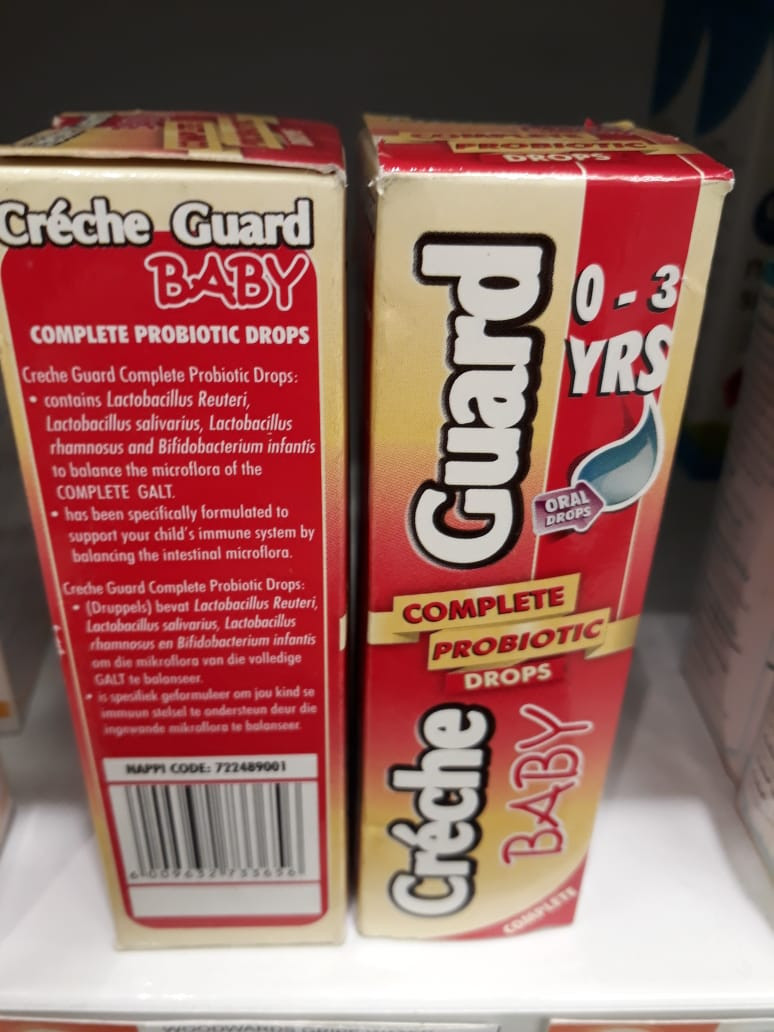 Créche Guard
BABY
COMPLETE PROBIOTIC DROPS
Creche Guard Complete Probiotic Drops:
• contains Lactobacillus Reuteri,
Lactobacillus salivarius, Lactobacillus
rhamnosus and Bifidobacterium infantis
to balance the microflora of the
COMPLETE GALT.
• has been specifically formulated to
support your child's immune system by
balancing the intestinal microflora.
Creche Guard Complete Probiotic Drops:
• (Druppels) bevat Lactobacillus Reuteri,
Lactobacillus salivarius, Lactobacillus
rhamnosus en Bifidobacterium infantis
om die mikroflora van die volledige
GALT te balanseer.
• is spesifiek geformuleer om jou kind se
immuun stelsel te ondersteun deur die
ingewande mikroflora te balanseer.
NAPPI CODE: 722489001
COMPLETE
PROBIOTIC
DROPS
0 - 3
YRS
ORAL
DROPS
Créche Guard
COMPLETE
PROBIOTIC
DROPS
BABY
COMPLETE